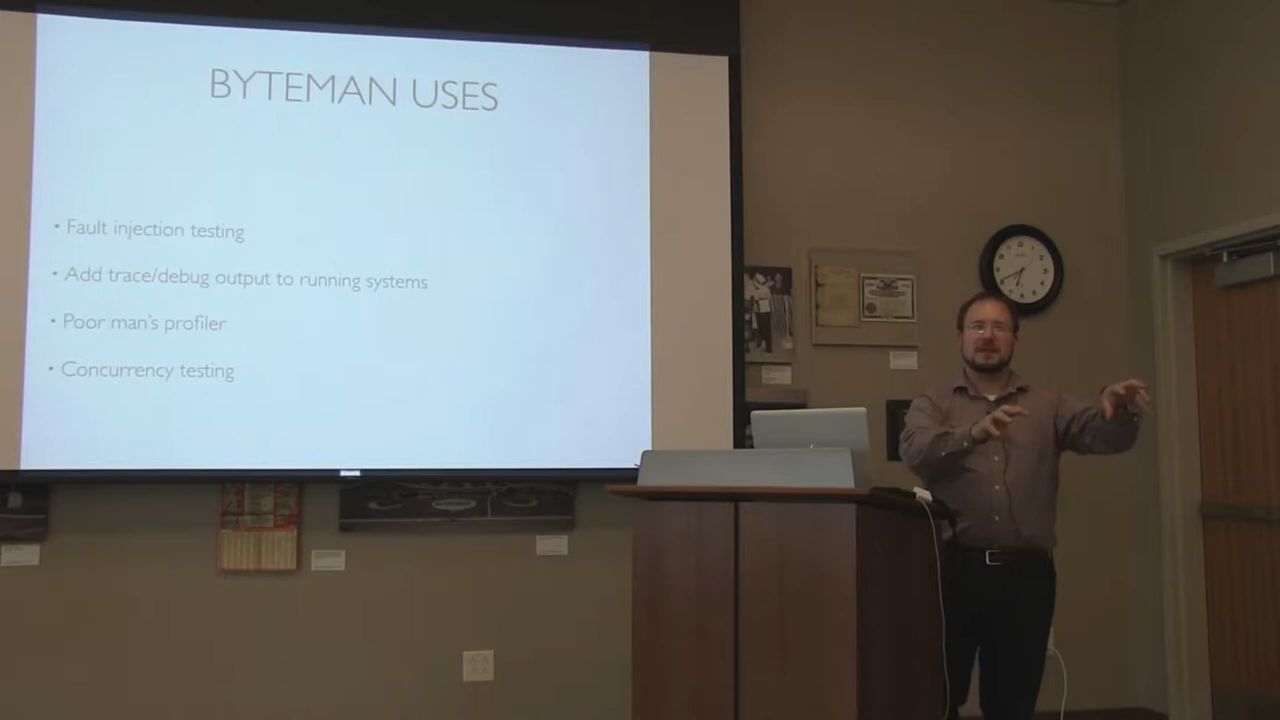 BYTEMAN USES
• Fault injection testing
• Add trace/debug output to running systems
• Poor man's profiler
• Concurrency testing